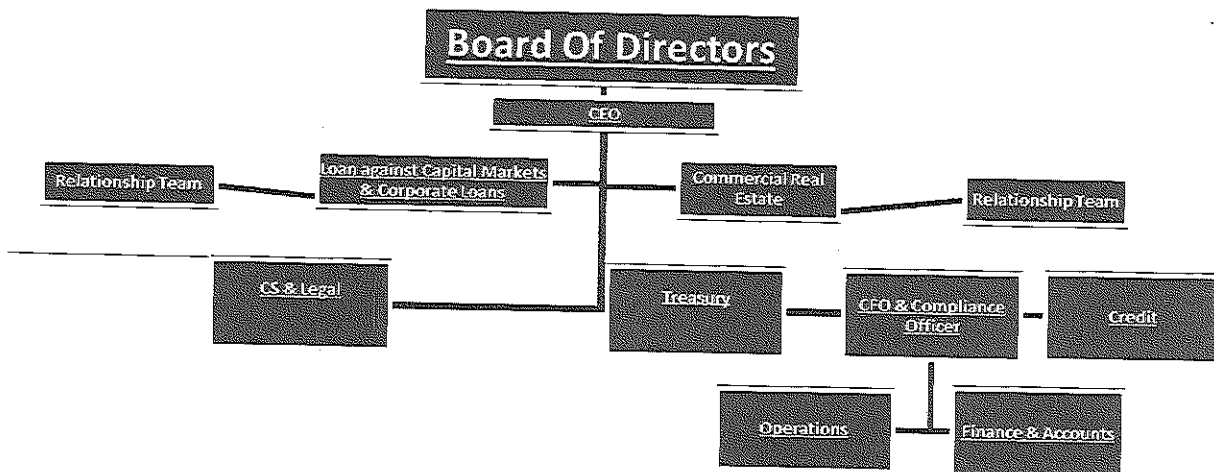 Board Of Directors
CEO
Relationship Team
Loan against Capital Markets
& Corporate Loans
Commercial Real
Estate
Relationship Team
CS & Legal
Treasury
CFO & Compliance
Officer
Credit
Operations
Finance & Accounts